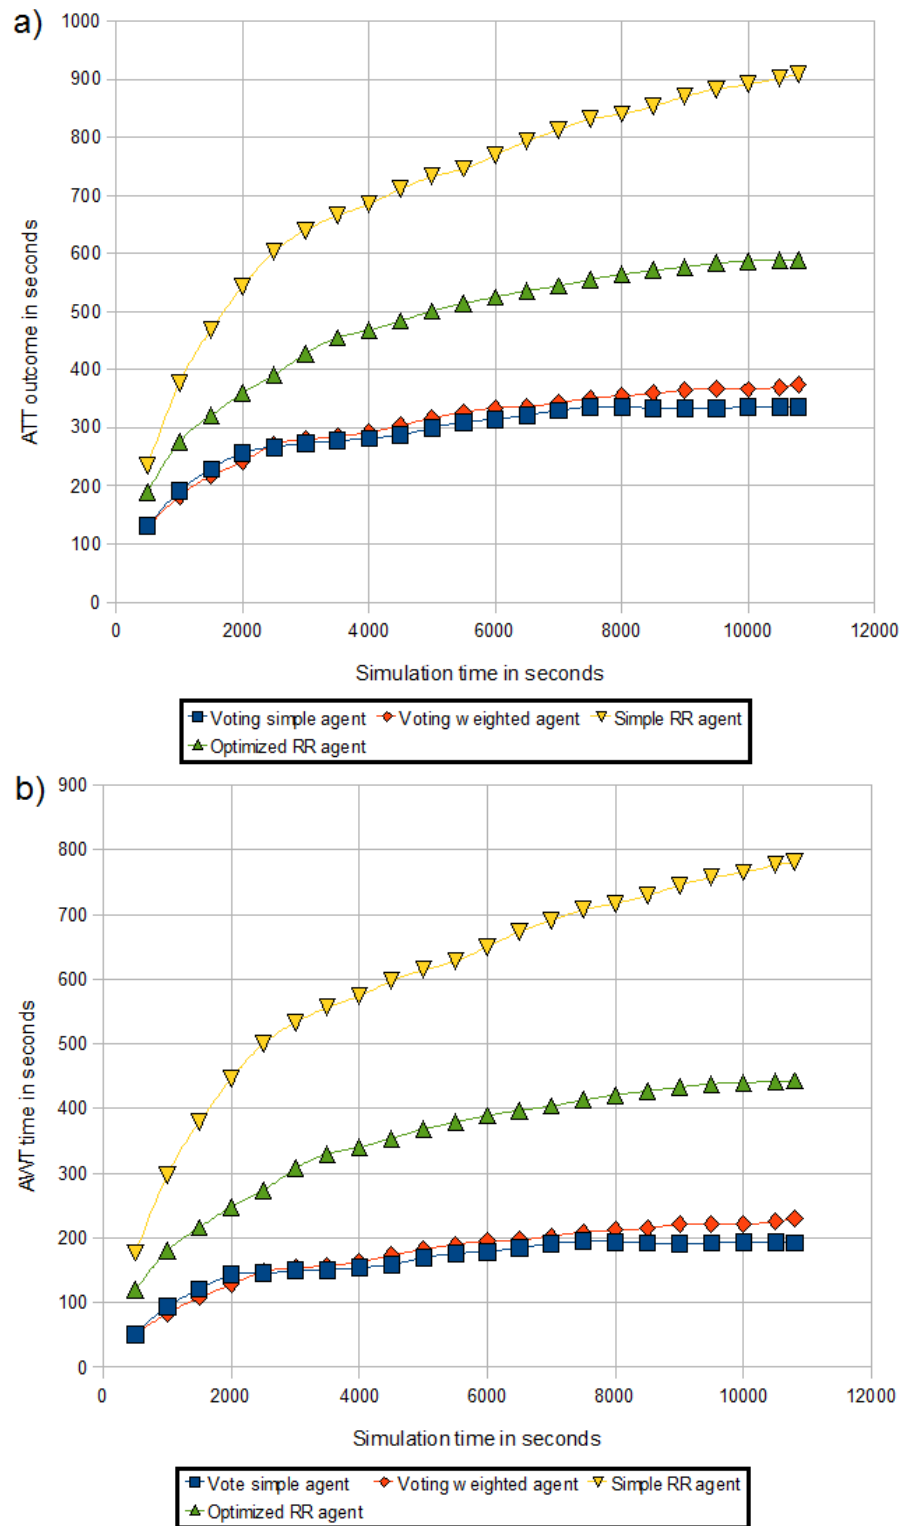 a)
1000
900
800
700
600
500
400
300
200
100
0
ATT outcome in seconds
0 2000 4000 6000 8000 10000 12000
Simulation time in seconds
Voting simple agent Voting w eighted agent Simple RR agent
Optimized RR agent
b)
900
800
700
600
500
400
300
200
100
0
AWT time in seconds
0 2000 4000 6000 8000 10000 12000
Simulation time in seconds
Vote simple agent Voting w eighted agent Simple RR agent
Optimized RR agent